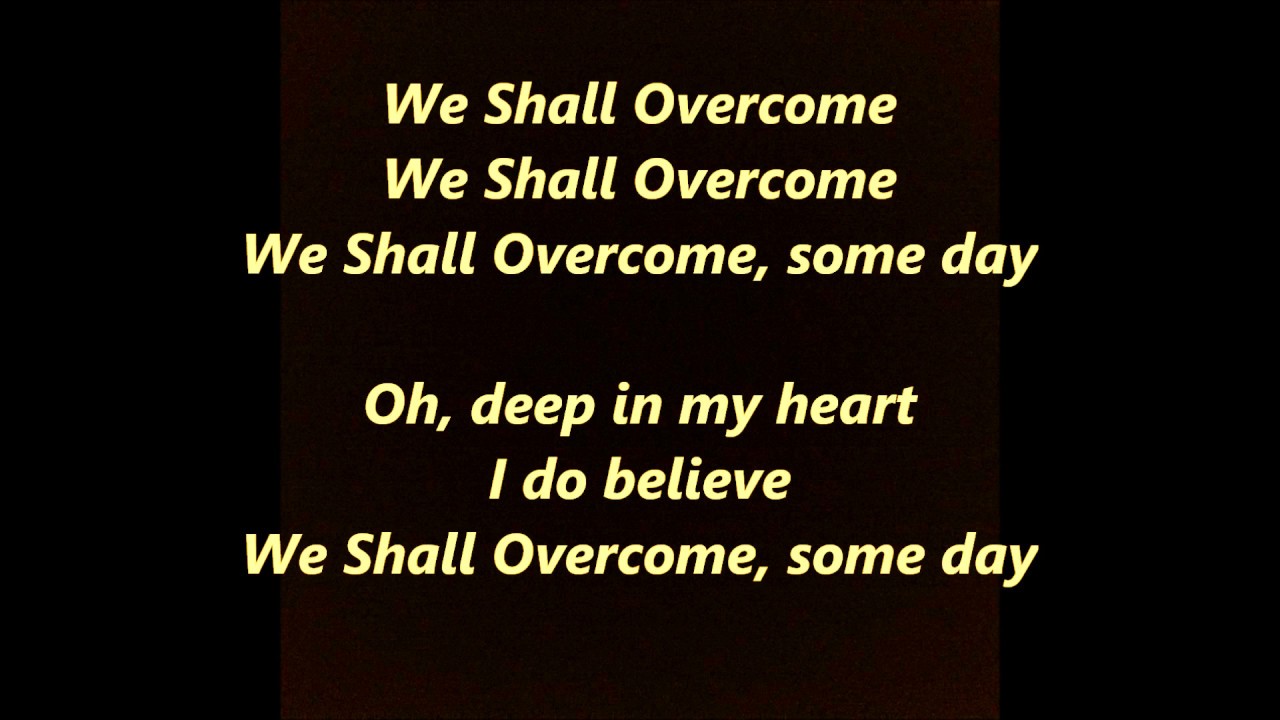 We Shall Overcome
We Shall Overcome
We Shall Overcome, some day
Oh, deep in my heart
I do believe
We Shall Overcome, some day